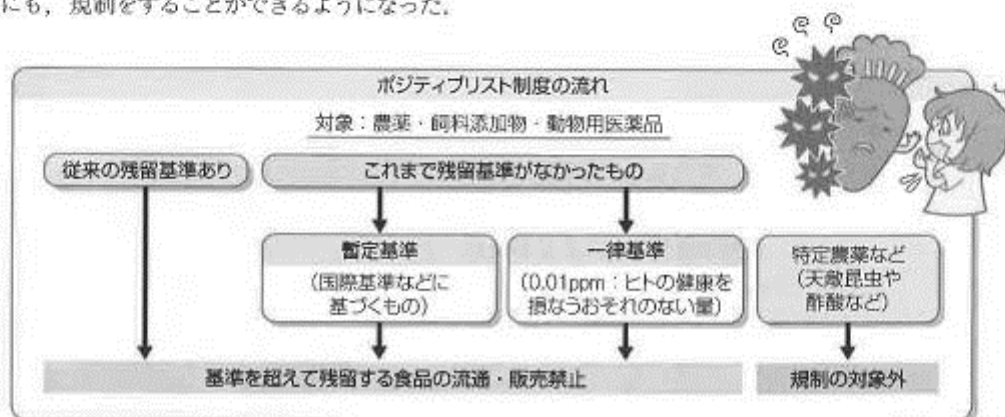 にも，規制をすることができるようになった．
ポジティブリスト制度の流れ
対象：農薬・飼料添加物・動物用医薬品
従来の残留基準あり
これまで残留基準がなかったもの
暫定基準
(国際基準などに
基づくもの)
一律基準
(0.01ppm：ヒトの健康を
損なうおそれのない量)
特定農薬など
(天敵昆虫や
酢酸など)
基準を超えて残留する食品の流通・販売禁止
規制の対象外